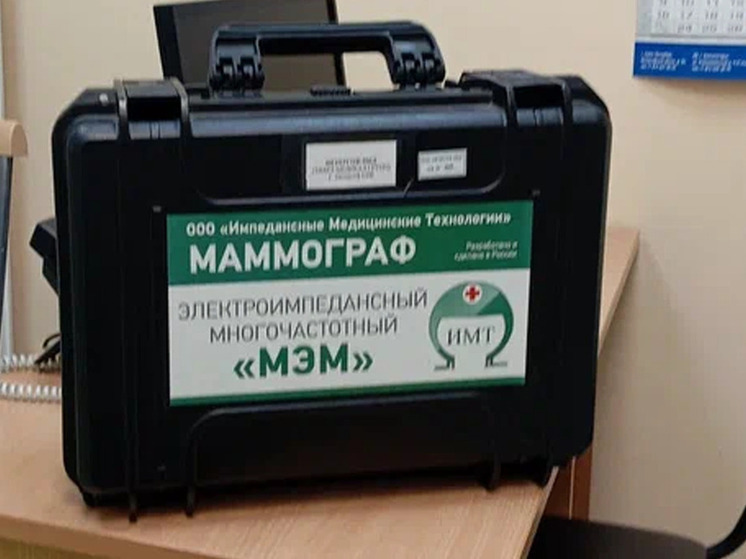 ООО «Импедансные Медицинские Технологии»
МАММОГРАФ
Разработано и
сделано в России
ЭЛЕКТРОИМПЕДАНСНЫЙ
МНОГОЧАСТОТНЫЙ
«МЭМ»
ИМТ